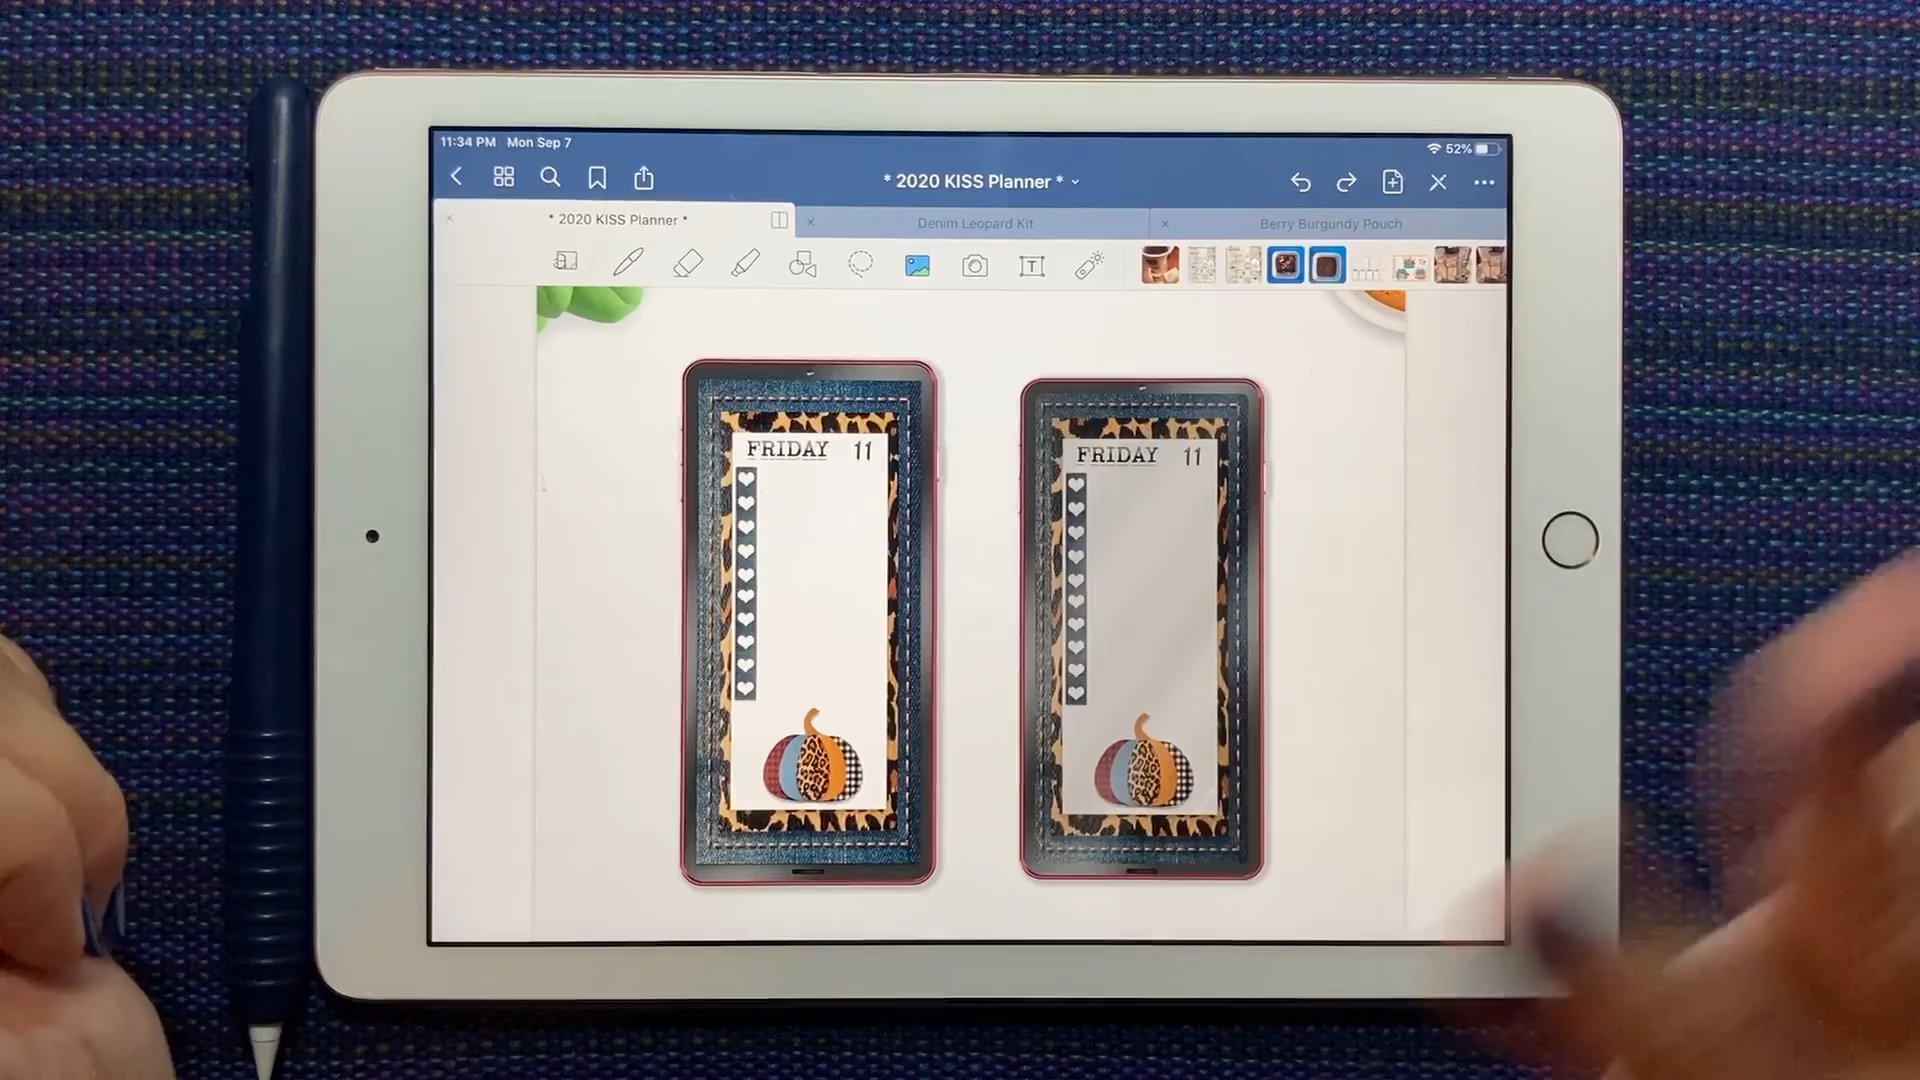 11:34 PM Mon Sep 7
52%
* 2020 KISS Planner *
* 2020 KISS Planner *
Denim Leopard Kit
Berry Burgundy Pouch
T
FRIDAY 11
FRIDAY 11